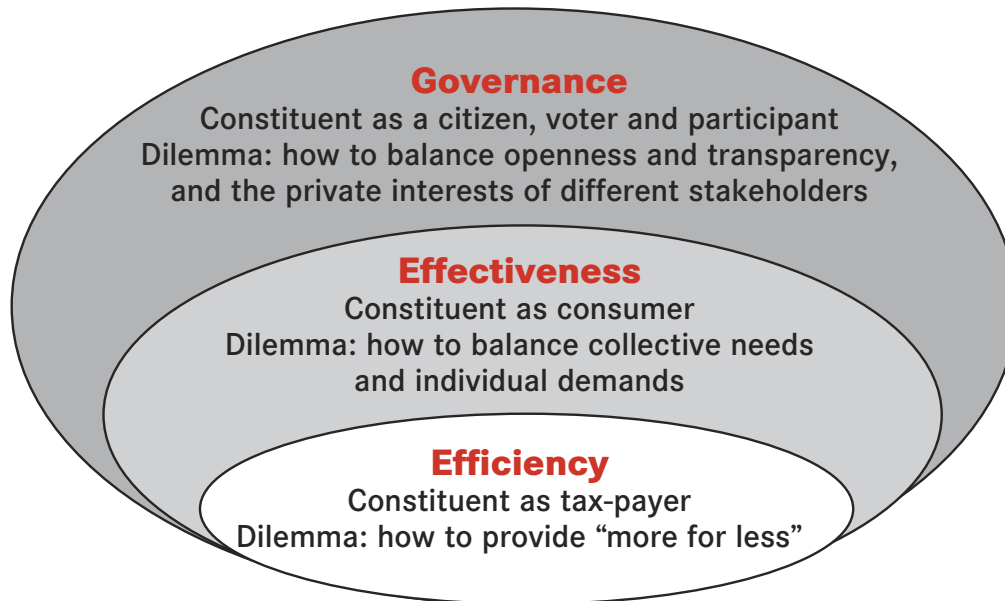 Governance
Constituent as a citizen, voter and participant
Dilemma: how to balance openness and transparency,
and the private interests of different stakeholders
Effectiveness
Constituent as consumer
Dilemma: how to balance collective needs
and individual demands
Efficiency
Constituent as tax-payer
Dilemma: how to provide “more for less”